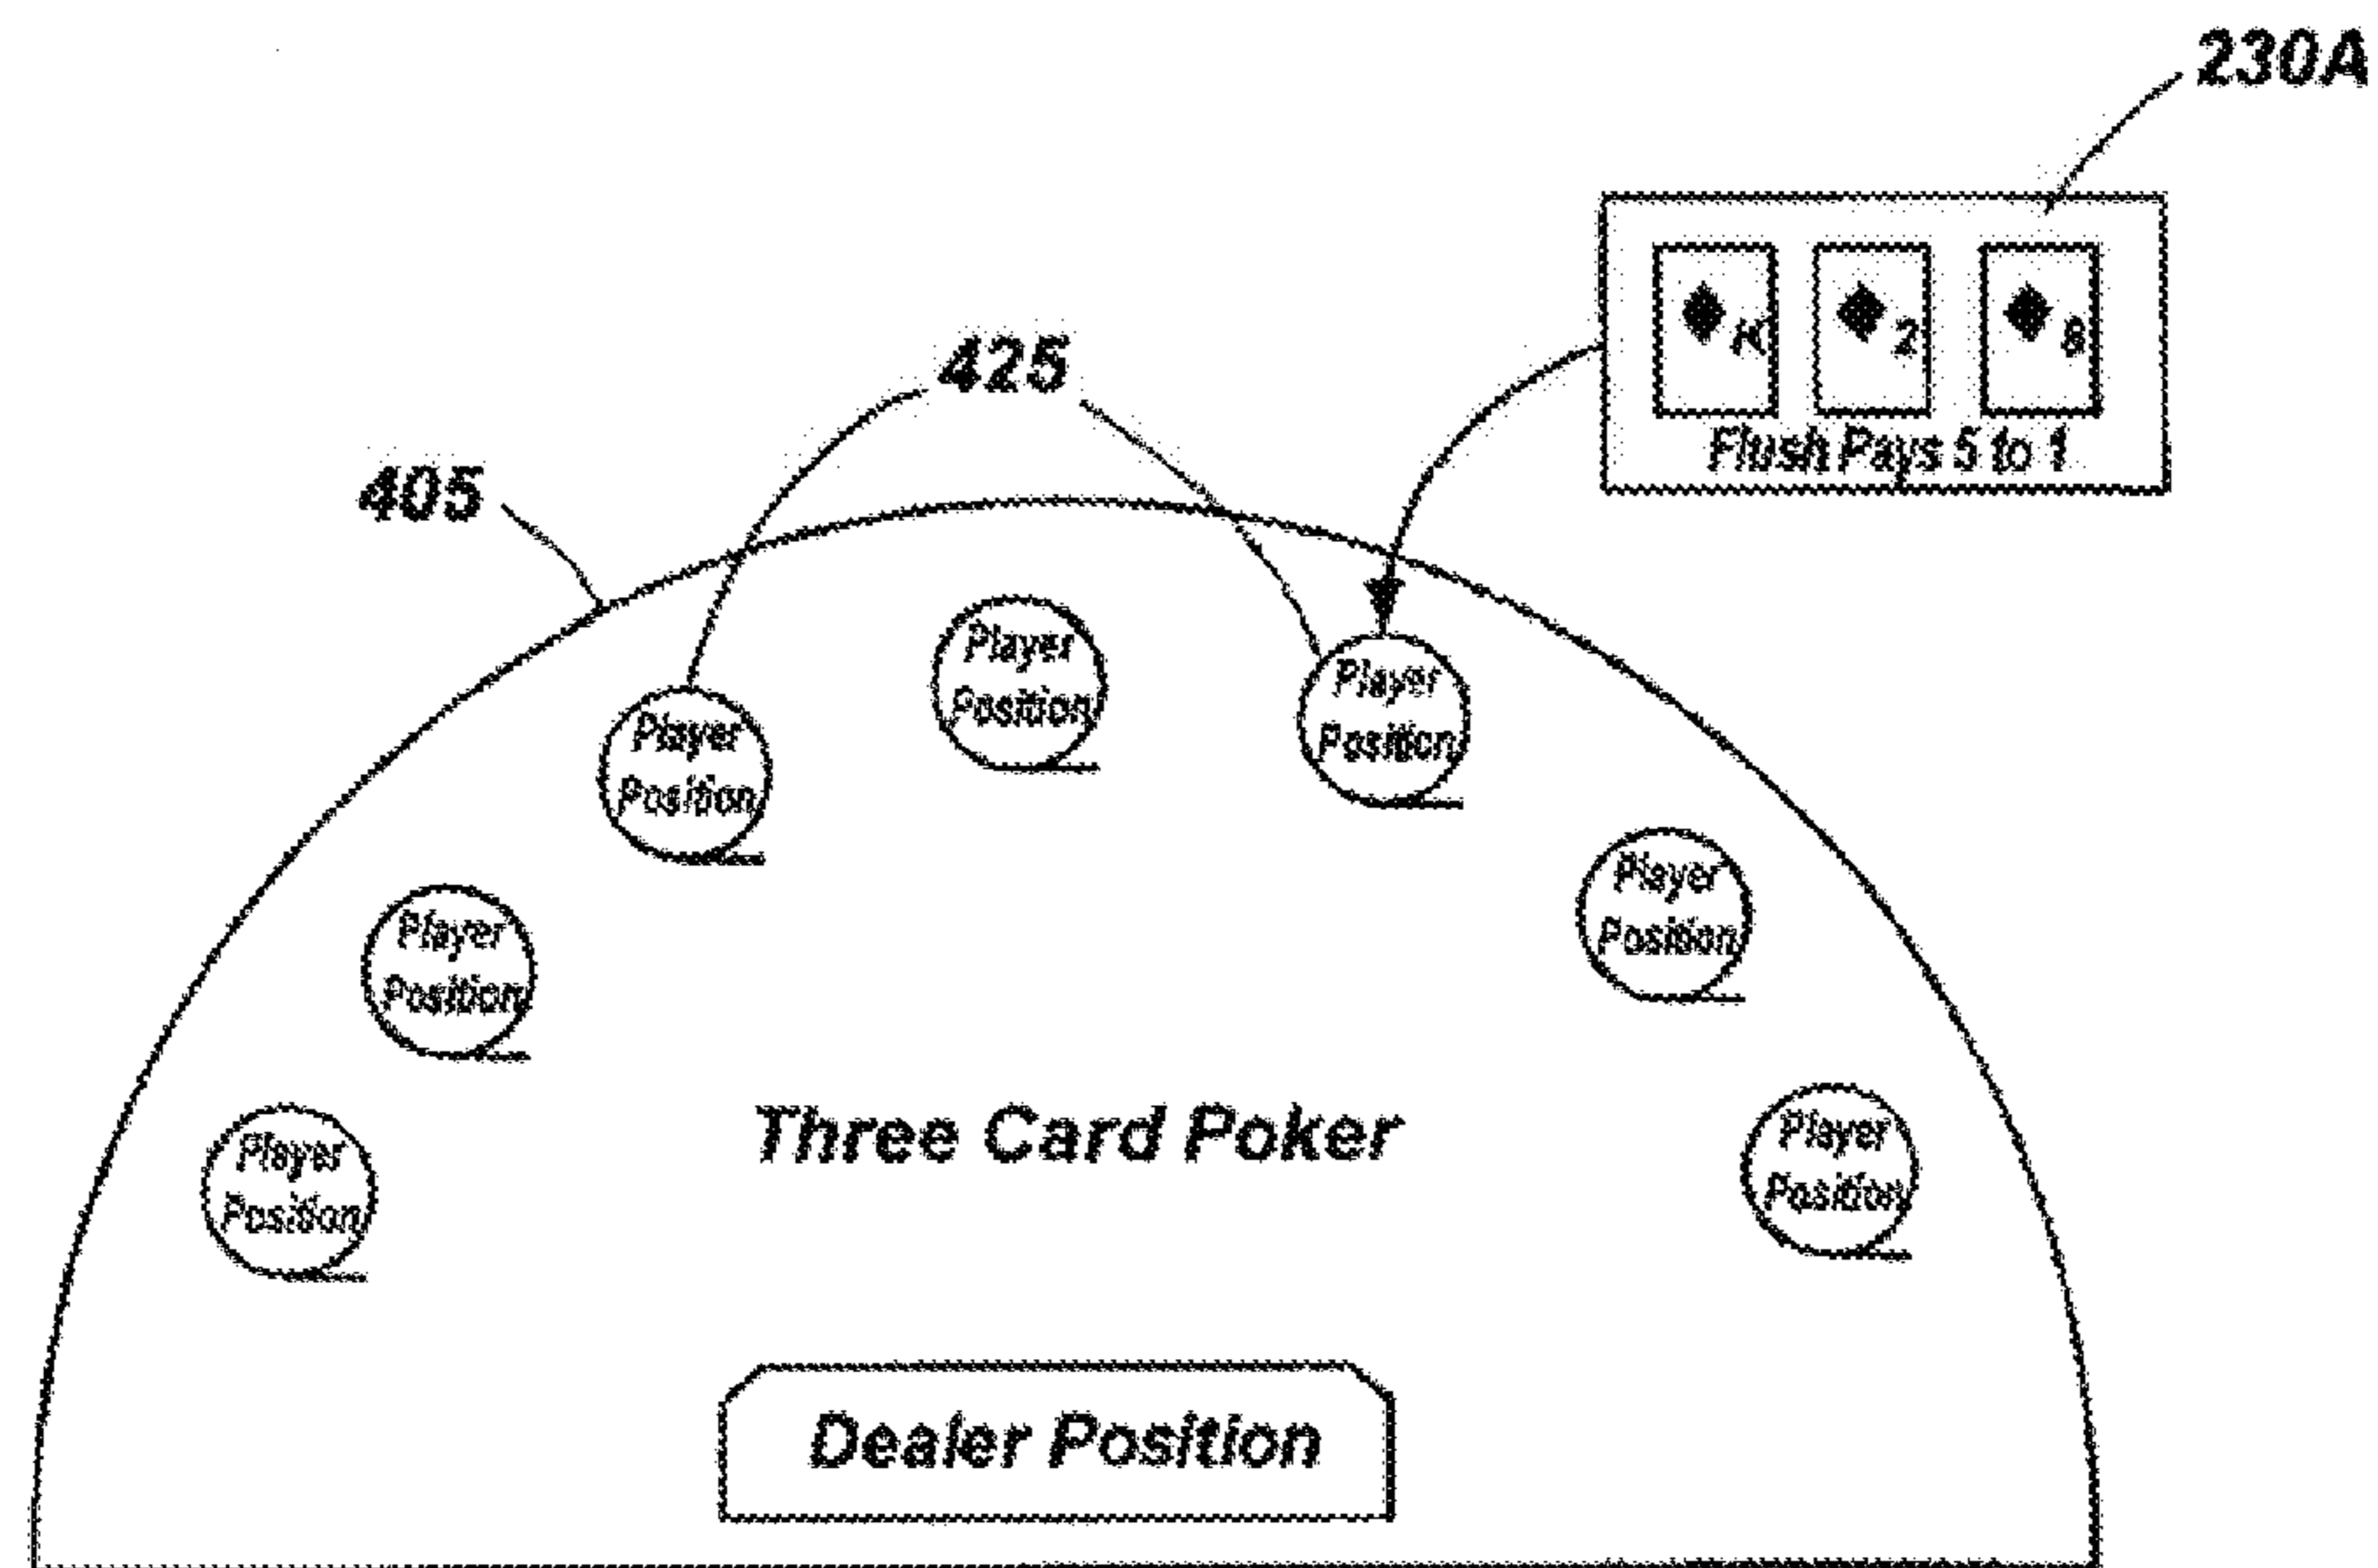 230A
K
2
8
Flush Pays 5 to 1
425
405
Player
Position
Player
Position
Player
Position
Player
Position
Player
Position
Player
Position
Player
Position
Three Card Poker
Dealer Position